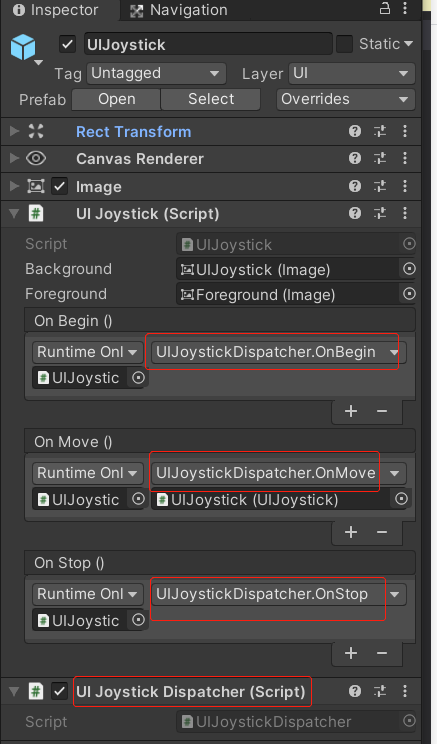 Inspector Navigation
UIJoystick Static
Tag Untagged Layer UI
Prefab Open Select Overrides
Rect Transform
Canvas Renderer
Image
# UI Joystick (Script)
Script # UIJoystick
Background UIJoystick (Image)
Foreground Foreground (Image)
On Begin ()
Runtime Onl UIJoystickDispatcher.OnBegin
# UIJoystic
+ −
On Move ()
Runtime Onl UIJoystickDispatcher.OnMove
# UIJoystic # UIJoystick (UIJoystick)
+ −
On Stop ()
Runtime Onl UIJoystickDispatcher.OnStop
# UIJoystic
+ −
# UI Joystick Dispatcher (Script)
Script # UIJoystickDispatcher